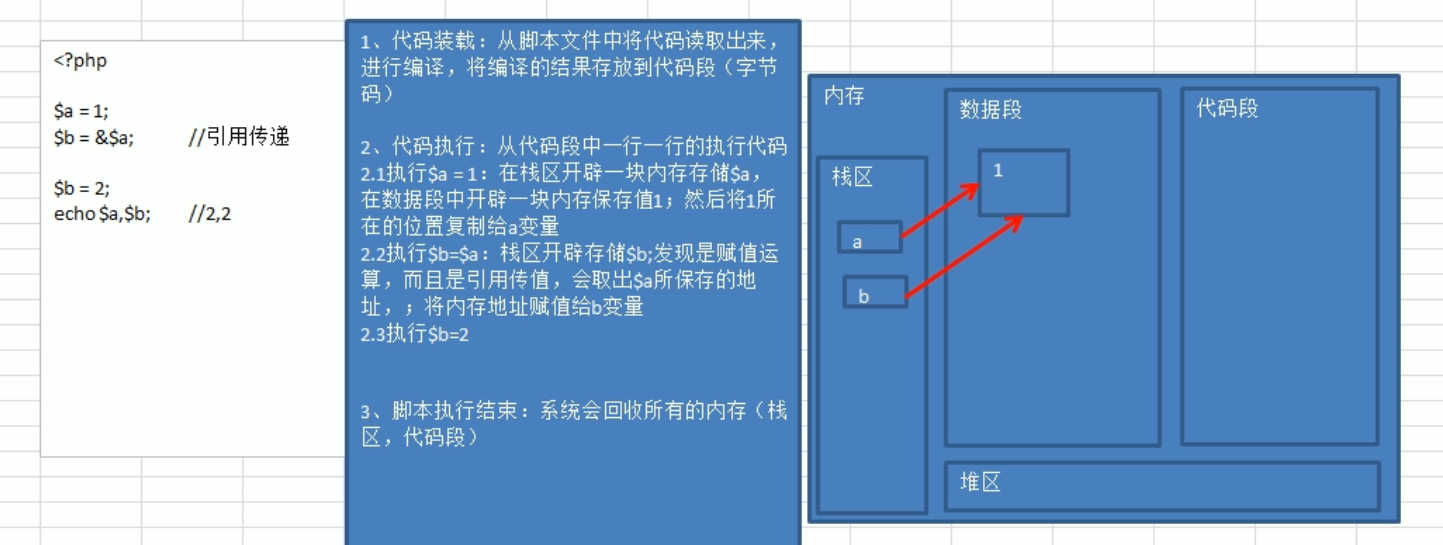 <?php
$a = 1;
$b = &$a; //引用传递
$b = 2;
echo $a,$b; //2,2
1、代码装载：从脚本文件中将代码读取出来，
进行编译，将编译的结果存放到代码段（字节
码）
2、代码执行：从代码段中一行一行的执行代码
2.1执行$a = 1：在栈区开辟一块内存存储$a，
在数据段中开辟一块内存保存值1；然后将1所
在的位置复制给a变量
2.2执行$b=$a：栈区开辟存储$b;发现是赋值运
算，而且是引用传值，会取出$a所保存的地
址，；将内存地址赋值给b变量
2.3执行$b=2
3、脚本执行结束：系统会回收所有的内存（栈
区，代码段）
内存
数据段
代码段
1
栈区
a
b
堆区